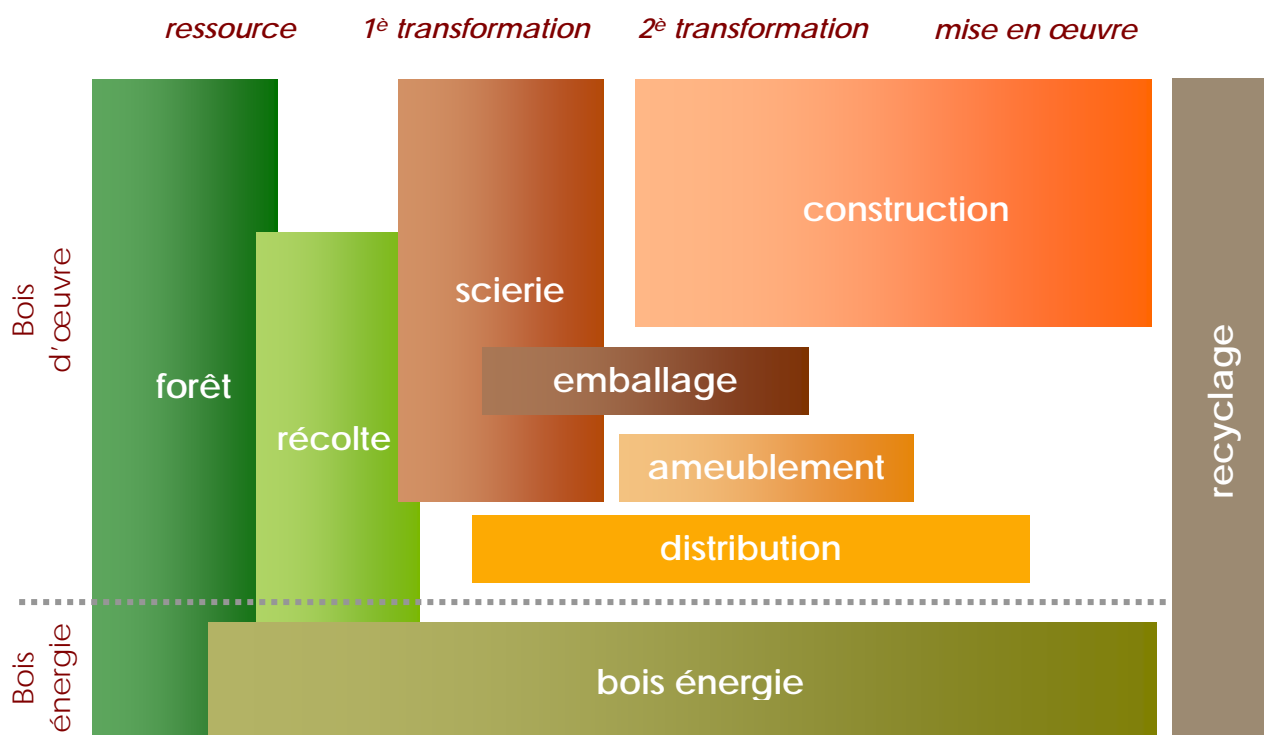 ressource
1è transformation
2è transformation
mise en œuvre
Bois
d'œuvre
forêt
récolte
scierie
construction
emballage
ameublement
distribution
recyclage
Bois
énergie
bois énergie